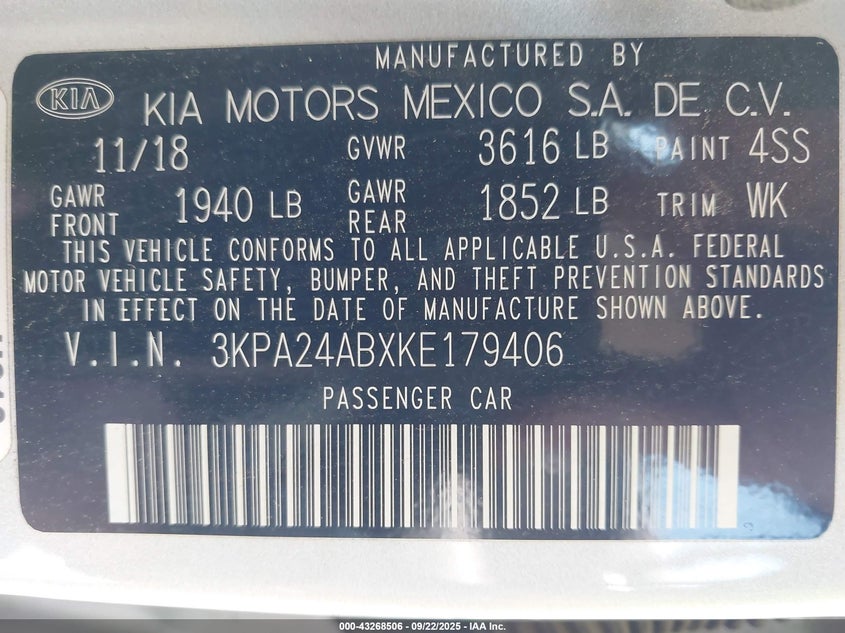 MANUFACTURED BY
KIA KIA MOTORS MEXICO S.A. DE C.V.
11/18 GVWR 3616 LB PAINT 4SS
GAWR FRONT 1940 LB GAWR REAR 1852 LB TRIM WK
THIS VEHICLE CONFORMS TO ALL APPLICABLE U.S.A. FEDERAL
MOTOR VEHICLE SAFETY, BUMPER, AND THEFT PREVENTION STANDARDS
IN EFFECT ON THE DATE OF MANUFACTURE SHOWN ABOVE.
V.I.N. 3KPA24ABXKE179406
PASSENGER CAR
000-43268506 - 09/22/2025 - IAA Inc.